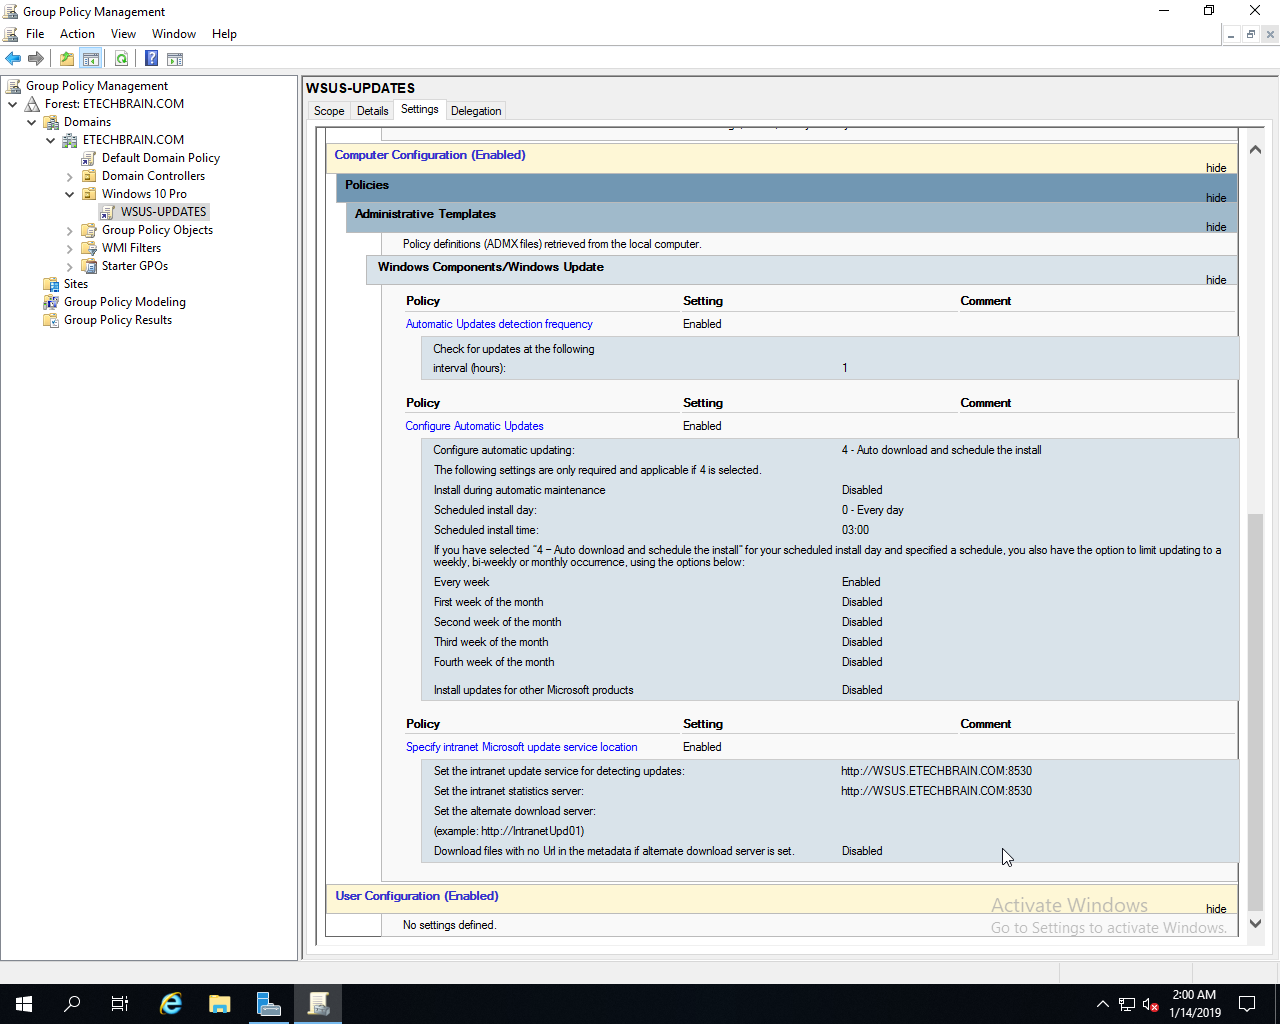 Group Policy Management
File Action View Window Help
Group Policy Management
Forest: ETECHBRAIN.COM
Domains
ETECHBRAIN.COM
Default Domain Policy
Domain Controllers
Windows 10 Pro
WSUS-UPDATES
Group Policy Objects
WMI Filters
Starter GPOs
Sites
Group Policy Modeling
Group Policy Results
WSUS-UPDATES
Scope Details Settings Delegation
Computer Configuration (Enabled)
hide
Policies
hide
Administrative Templates
hide
Policy definitions (ADMX files) retrieved from the local computer.
Windows Components/Windows Update
hide
Policy Setting Comment
Automatic Updates detection frequency Enabled
Check for updates at the following
interval (hours): 1
Policy Setting Comment
Configure Automatic Updates Enabled
Configure automatic updating: 4 - Auto download and schedule the install
The following settings are only required and applicable if 4 is selected.
Install during automatic maintenance Disabled
Scheduled install day: 0 - Every day
Scheduled install time: 03:00
If you have selected "4 – Auto download and schedule the install" for your scheduled install day and specified a schedule, you also have the option to limit updating to a
weekly, bi-weekly or monthly occurrence, using the options below:
Every week Enabled
First week of the month Disabled
Second week of the month Disabled
Third week of the month Disabled
Fourth week of the month Disabled
Install updates for other Microsoft products Disabled
Policy Setting Comment
Specify intranet Microsoft update service location Enabled
Set the intranet update service for detecting updates: http://WSUS.ETECHBRAIN.COM:8530
Set the intranet statistics server: http://WSUS.ETECHBRAIN.COM:8530
Set the alternate download server:
(example: http://IntranetUpd01)
Download files with no Url in the metadata if alternate download server is set. Disabled
User Configuration (Enabled)
hide
No settings defined.
Activate Windows
Go to Settings to activate Windows.
2:00 AM
1/14/2019